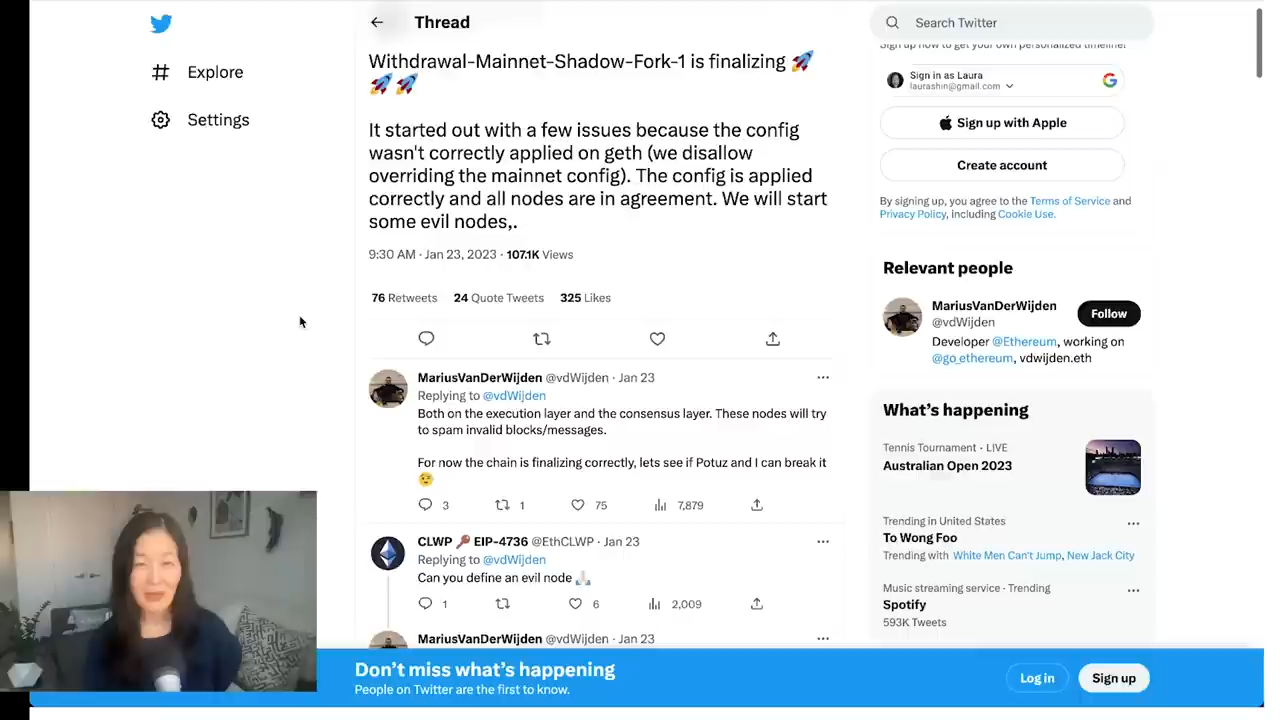 Thread
Search Twitter
Explore
Settings
Withdrawal-Mainnet-Shadow-Fork-1 is finalizing 🚀
🚀🚀
It started out with a few issues because the config
wasn't correctly applied on geth (we disallow
overriding the mainnet config). The config is applied
correctly and all nodes are in agreement. We will start
some evil nodes,.
9:30 AM · Jan 23, 2023 · 107.1K Views
76 Retweets 24 Quote Tweets 325 Likes
MariusVanDerWijden @vdWijden · Jan 23
Replying to @vdWijden
Both on the execution layer and the consensus layer. These nodes will try
to spam invalid blocks/messages.
For now the chain is finalizing correctly, lets see if Potuz and I can break it
😉
3 1 75 7,879
CLWP 🔑 EIP-4736 @EthCLWP · Jan 23
Replying to @vdWijden
Can you define an evil node 🙏🏻
1 6 2,009
MariusVanDerWijden @vdWijden · Jan 23
Sign up now to get your own personalized timeline!
Sign in as Laura
laurashin@gmail.com
Sign up with Apple
Create account
By signing up, you agree to the Terms of Service and
Privacy Policy, including Cookie Use.
Relevant people
MariusVanDerWijden
@vdWijden
Follow
Developer @Ethereum, working on
@go_ethereum, vdwijden.eth
What's happening
Tennis Tournament · LIVE
Australian Open 2023
Trending in United States
To Wong Foo
Trending with White Men Can't Jump, New Jack City
Music streaming service · Trending
Spotify
593K Tweets
Don't miss what's happening
People on Twitter are the first to know.
Log in
Sign up